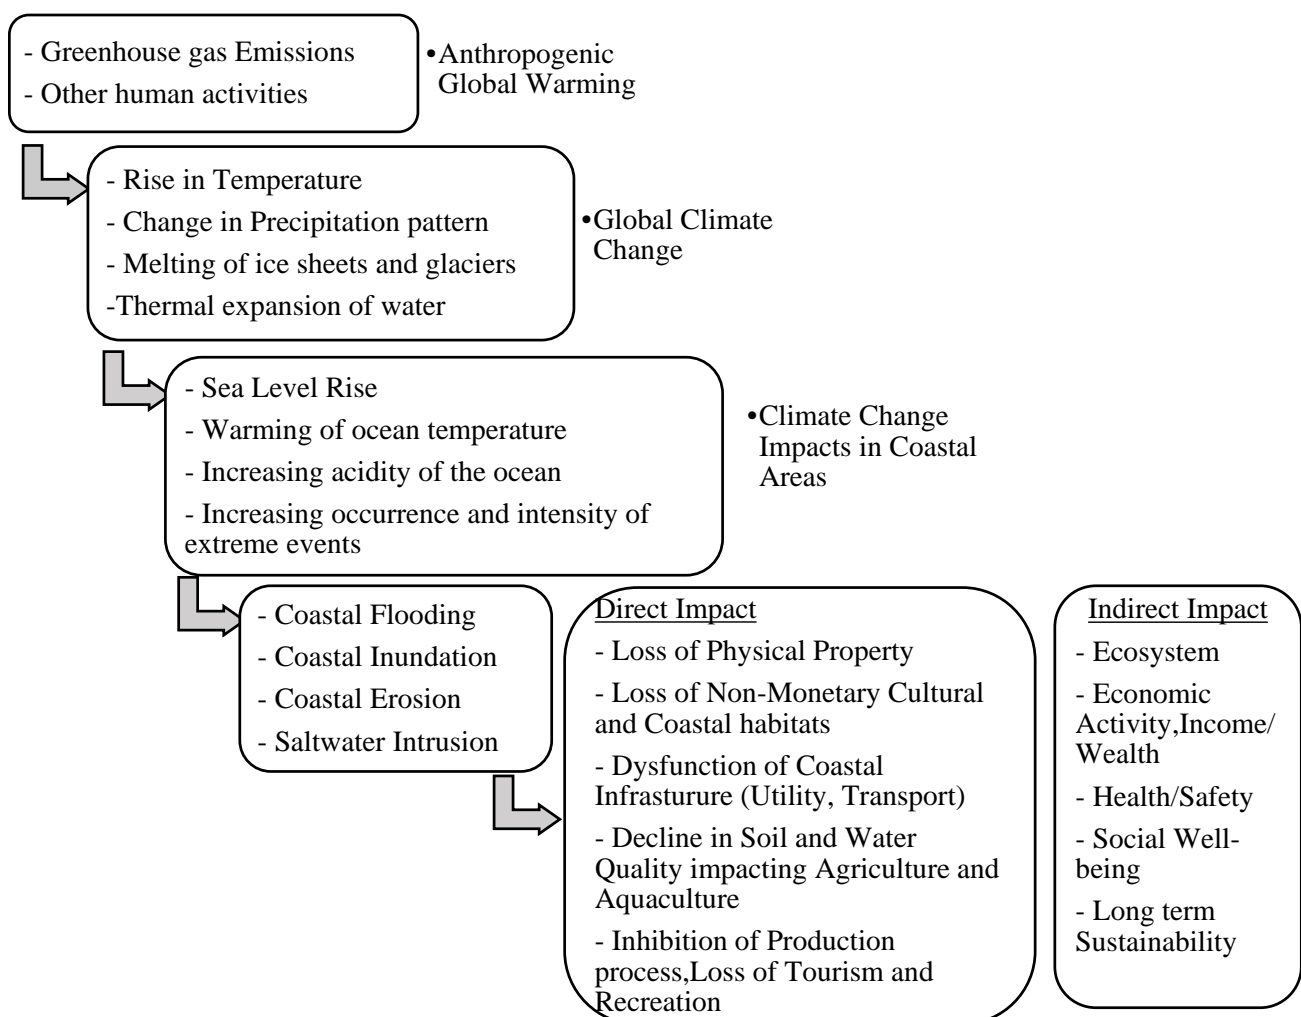 - Greenhouse gas Emissions
- Other human activities
•Anthropogenic
Global Warming
- Rise in Temperature
- Change in Precipitation pattern
- Melting of ice sheets and glaciers
-Thermal expansion of water
•Global Climate
Change
- Sea Level Rise
- Warming of ocean temperature
- Increasing acidity of the ocean
- Increasing occurrence and intensity of
extreme events
•Climate Change
Impacts in Coastal
Areas
- Coastal Flooding
- Coastal Inundation
- Coastal Erosion
- Saltwater Intrusion
Direct Impact
- Loss of Physical Property
- Loss of Non-Monetary Cultural
and Coastal habitats
- Dysfunction of Coastal
Infrasturure (Utility, Transport)
- Decline in Soil and Water
Quality impacting Agriculture and
Aquaculture
- Inhibition of Production
process,Loss of Tourism and
Recreation
Indirect Impact
- Ecosystem
- Economic
Activity,Income/
Wealth
- Health/Safety
- Social Well-
being
- Long term
Sustainability